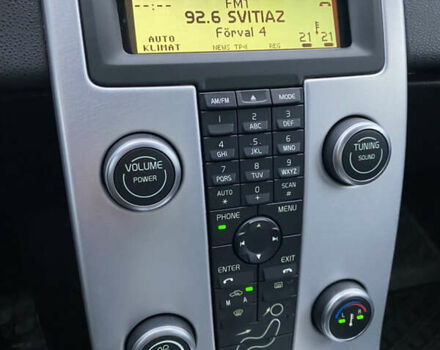 FM1
--:--
92.6 SVITIAZ
Förval 4
AUTO
KLIMAT
NEWS TP-i REG
21 21
AM/FM MODE
1 2 ABC 3 DEF
4 GHI 5 JKL 6 MNO
7 PQRS 8 TUV 9 WXYZ
AUTO * 0 + SCAN #
VOLUME
POWER
TUNING
SOUND
PHONE MENU
ENTER EXIT
M A